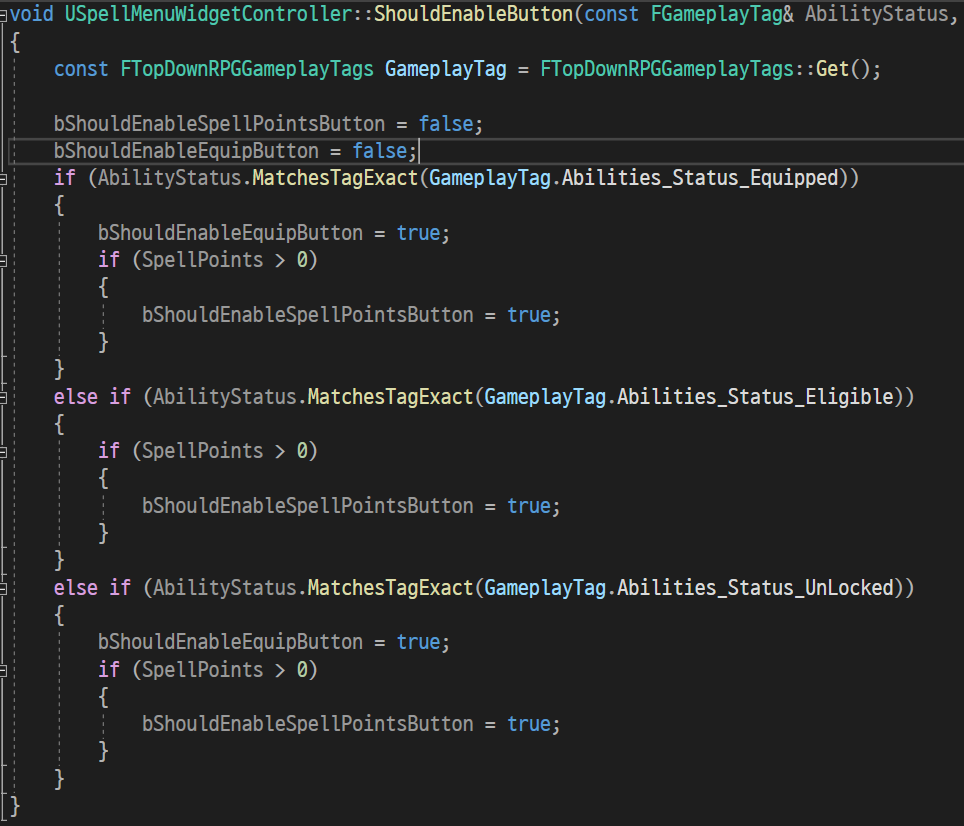 void USpellMenuWidgetController::ShouldEnableButton(const FGameplayTag& AbilityStatus,
{
    const FTopDownRPGGameplayTags GameplayTag = FTopDownRPGGameplayTags::Get();

    bShouldEnableSpellPointsButton = false;
    bShouldEnableEquipButton = false;
    if (AbilityStatus.MatchesTagExact(GameplayTag.Abilities_Status_Equipped))
    {
        bShouldEnableEquipButton = true;
        if (SpellPoints > 0)
        {
            bShouldEnableSpellPointsButton = true;
        }
    }
    else if (AbilityStatus.MatchesTagExact(GameplayTag.Abilities_Status_Eligible))
    {
        if (SpellPoints > 0)
        {
            bShouldEnableSpellPointsButton = true;
        }
    }
    else if (AbilityStatus.MatchesTagExact(GameplayTag.Abilities_Status_UnLocked))
    {
        bShouldEnableEquipButton = true;
        if (SpellPoints > 0)
        {
            bShouldEnableSpellPointsButton = true;
        }
    }
}